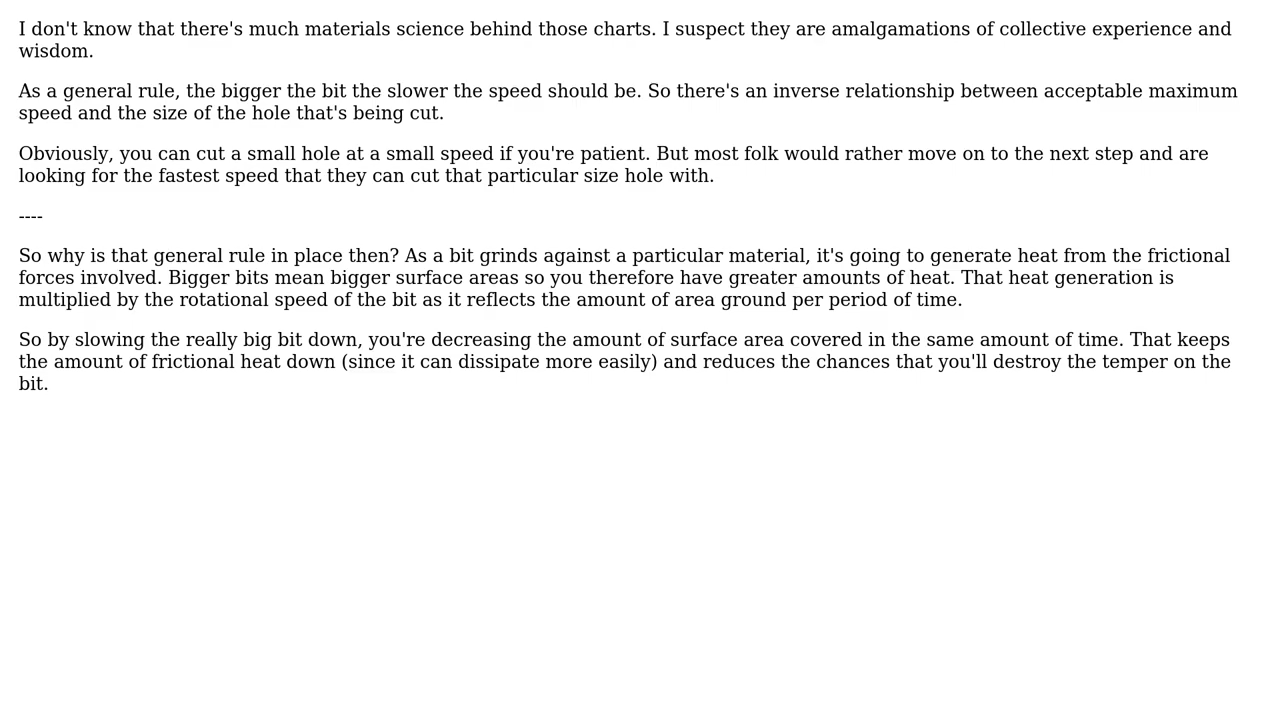 I don't know that there's much materials science behind those charts. I suspect they are amalgamations of collective experience and
wisdom.
As a general rule, the bigger the bit the slower the speed should be. So there's an inverse relationship between acceptable maximum
speed and the size of the hole that's being cut.
Obviously, you can cut a small hole at a small speed if you're patient. But most folk would rather move on to the next step and are
looking for the fastest speed that they can cut that particular size hole with.
----
So why is that general rule in place then? As a bit grinds against a particular material, it's going to generate heat from the frictional
forces involved. Bigger bits mean bigger surface areas so you therefore have greater amounts of heat. That heat generation is
multiplied by the rotational speed of the bit as it reflects the amount of area ground per period of time.
So by slowing the really big bit down, you're decreasing the amount of surface area covered in the same amount of time. That keeps
the amount of frictional heat down (since it can dissipate more easily) and reduces the chances that you'll destroy the temper on the
bit.